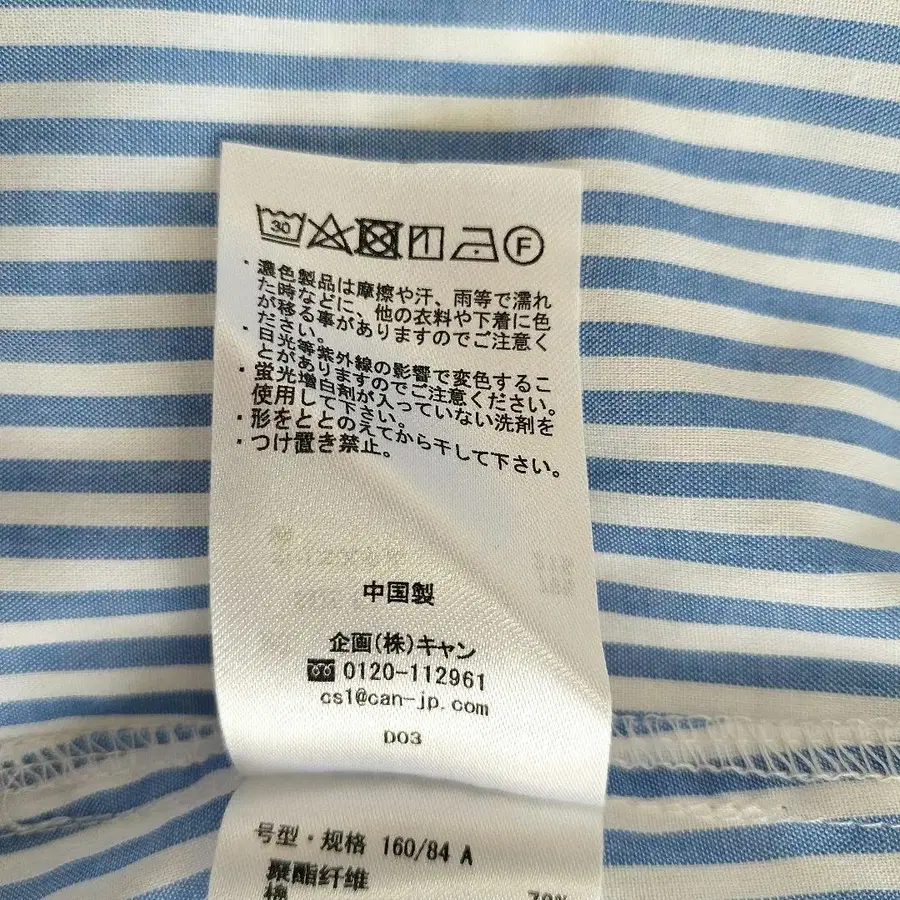 30
F
・濃色製品は摩擦や汗、雨等で濡れ
た時などに、他の衣料や下着に色
が移る事がありますのでご注意く
ださい。
・日光等紫外線の影響で変色するこ
とがありますのでご注意ください。
・蛍光増白剤が入っていない洗剤を
使用して下さい。
・形をととのえてから干して下さい。
・つけ置き禁止。
中国製
企画(株)キャン
0120-112961
cs1@can-jp.com
D03
号型・规格 160/84 A
聚酯纤维